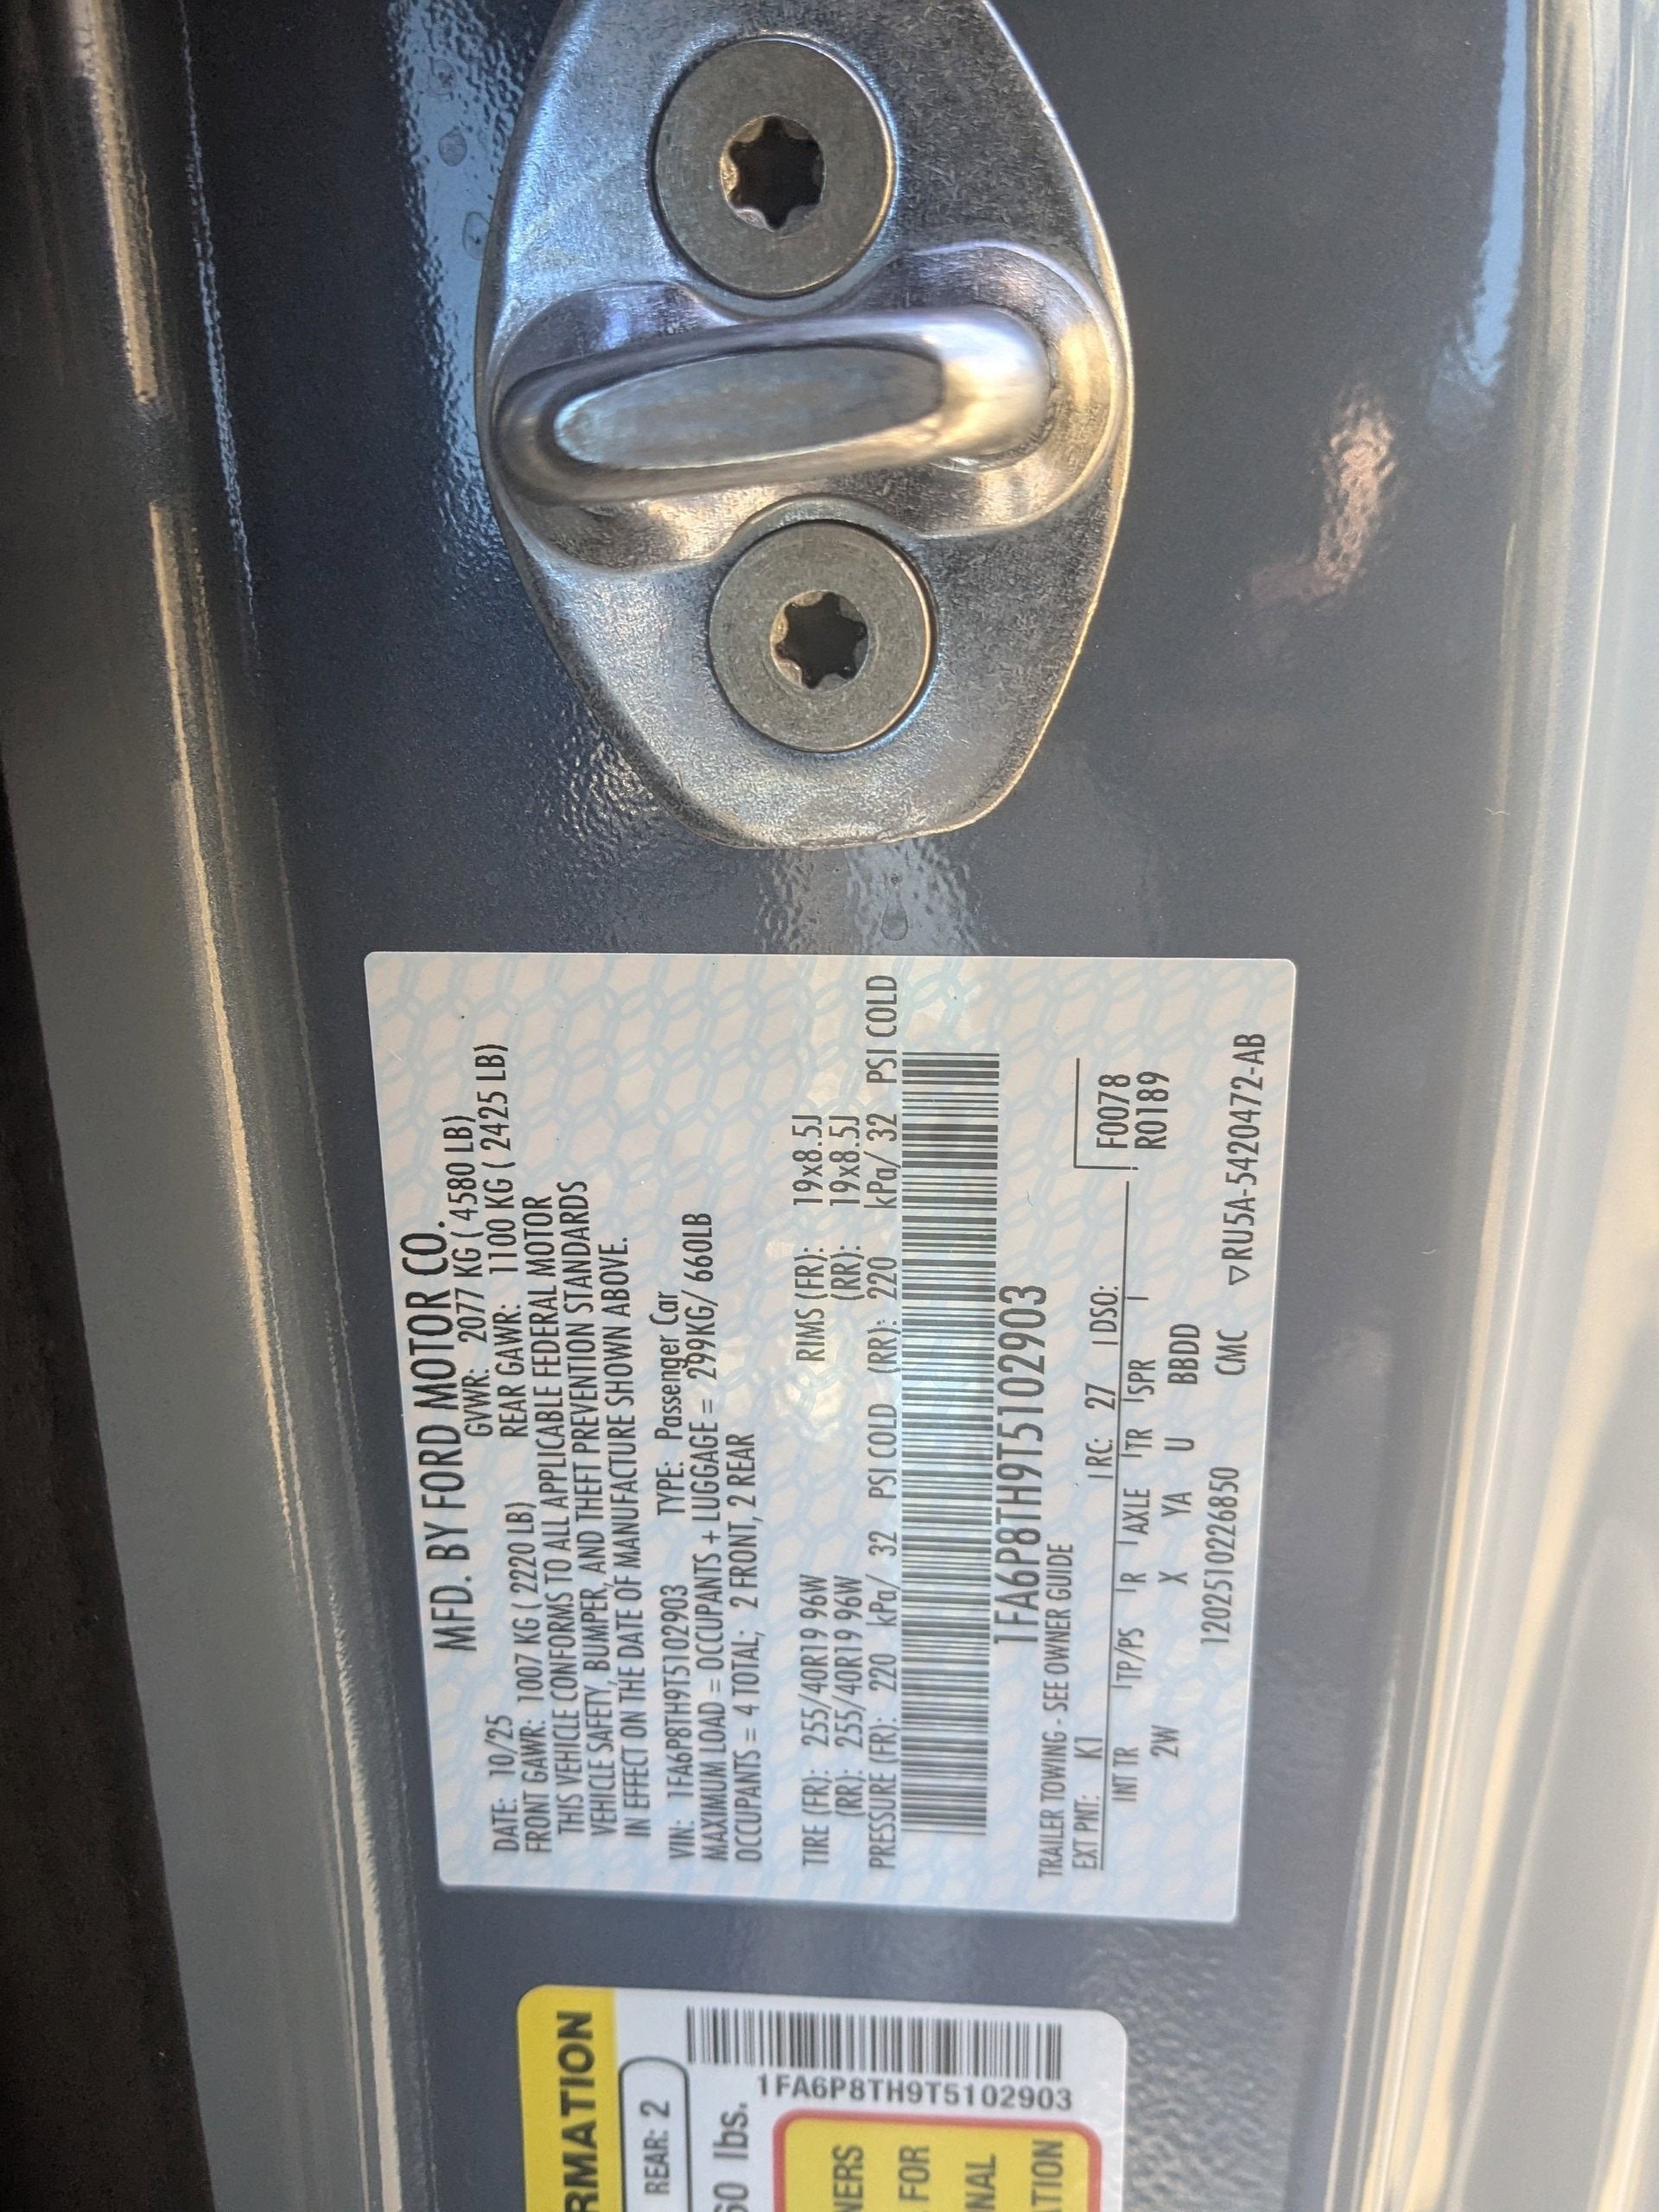 MFD. BY FORD MOTOR CO.
DATE: 10/25 GVWR: 2077 KG ( 4580 LB)
FRONT GAWR: 1007 KG ( 2220 LB) REAR GAWR: 1100 KG ( 2425 LB)
THIS VEHICLE CONFORMS TO ALL APPLICABLE FEDERAL MOTOR
VEHICLE SAFETY, BUMPER, AND THEFT PREVENTION STANDARDS
IN EFFECT ON THE DATE OF MANUFACTURE SHOWN ABOVE.
VIN: 1FA6P8TH9T5102903 TYPE: Passenger Car
MAXIMUM LOAD = OCCUPANTS + LUGGAGE = 299KG/ 660LB
OCCUPANTS = 4 TOTAL; 2 FRONT, 2 REAR
TIRE (FR): 255/40R19 96W RIMS (FR): 19x8.5J
(RR): 255/40R19 96W (RR): 19x8.5J
PRESSURE (FR): 220 kPa/ 32 PSI COLD (RR): 220 kPa/ 32 PSI COLD
1FA6P8TH9T5102903
TRAILER TOWING - SEE OWNER GUIDE
EXT PNT: K1 RC: 27 DSO:
F0078
R0189
INT TR TP/PS R AXLE TR SPR
2W X YA U BBDD
1202510226850 CMC ▽RU5A-5420472-AB
RMATION
REAR: 2
60 lbs.
1FA6P8TH9T5102903
NERS
FOR
NAL
ATION